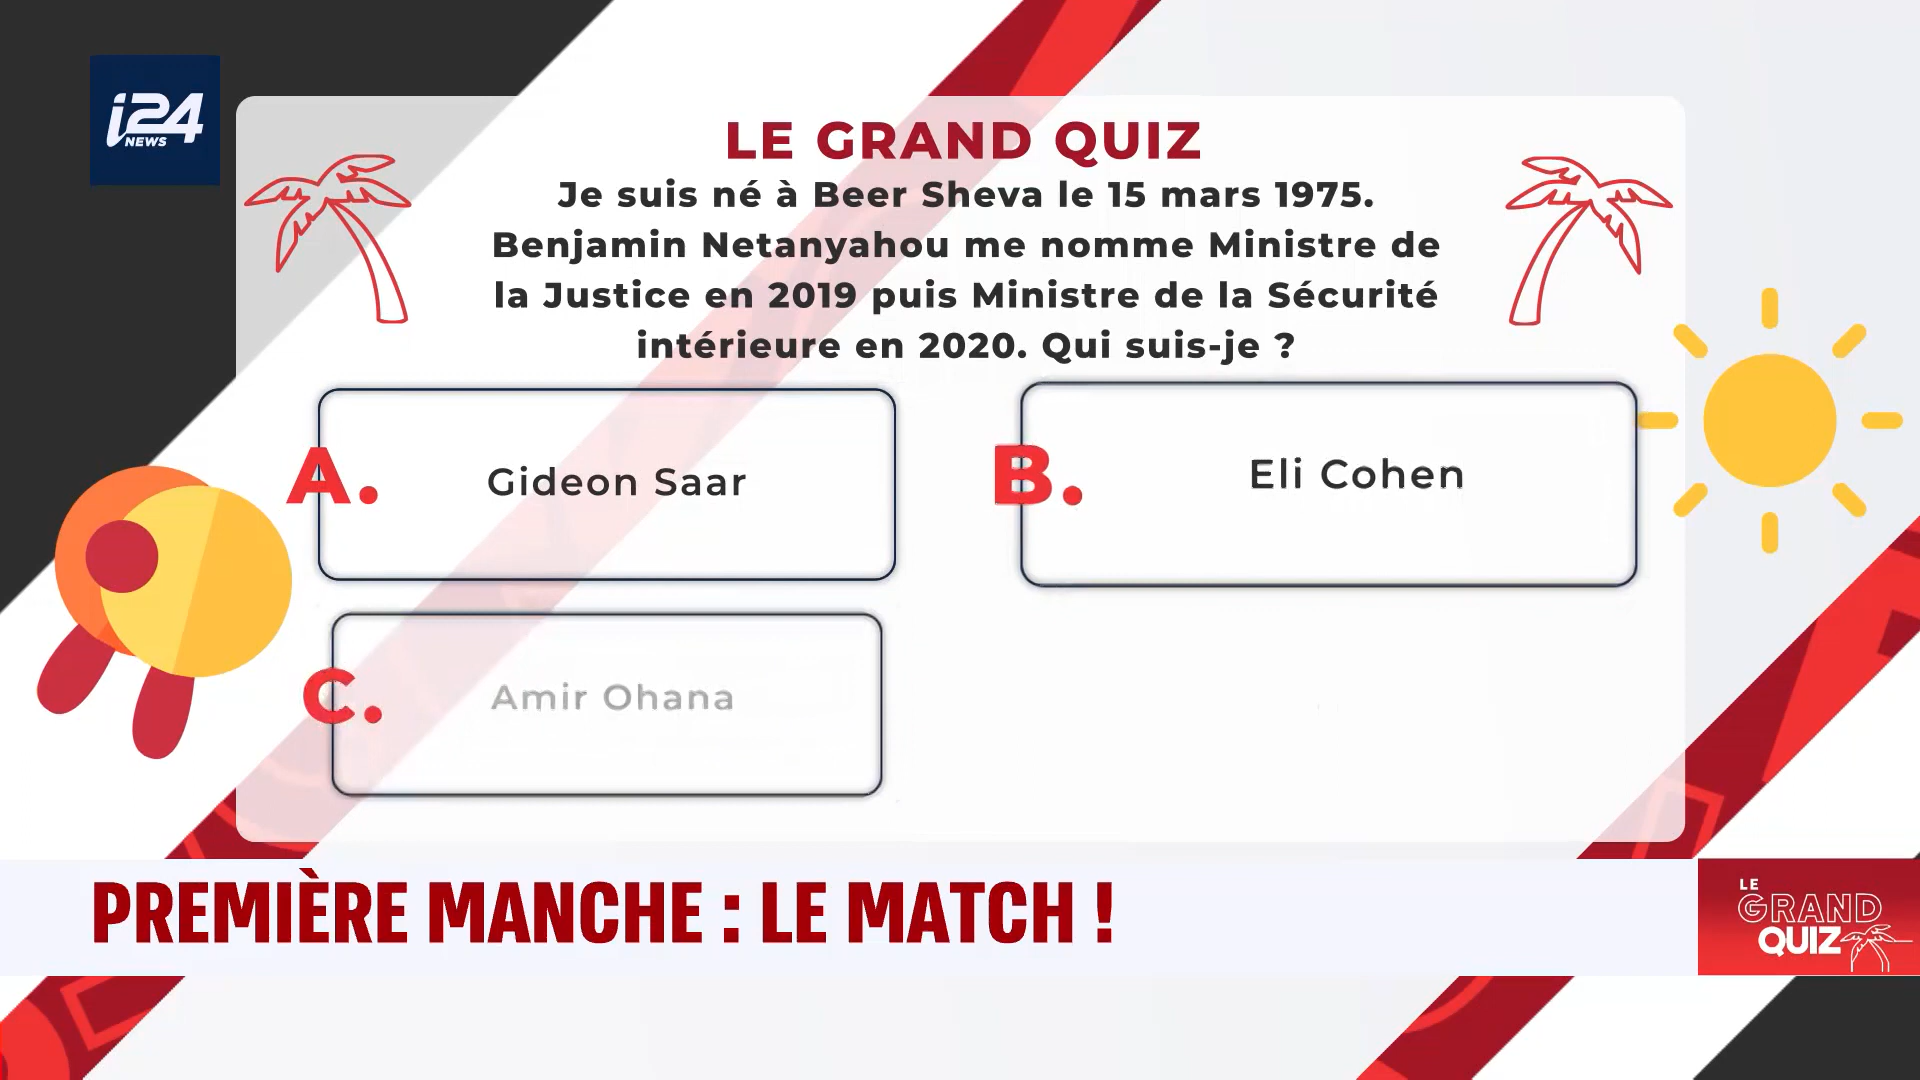 i24
NEWS
LE GRAND QUIZ
Je suis né à Beer Sheva le 15 mars 1975.
Benjamin Netanyahou me nomme Ministre de
la Justice en 2019 puis Ministre de la Sécurité
intérieure en 2020. Qui suis-je ?
A. Gideon Saar
B. Eli Cohen
C. Amir Ohana
PREMIÈRE MANCHE : LE MATCH !
LE
GRAND
QUIZ